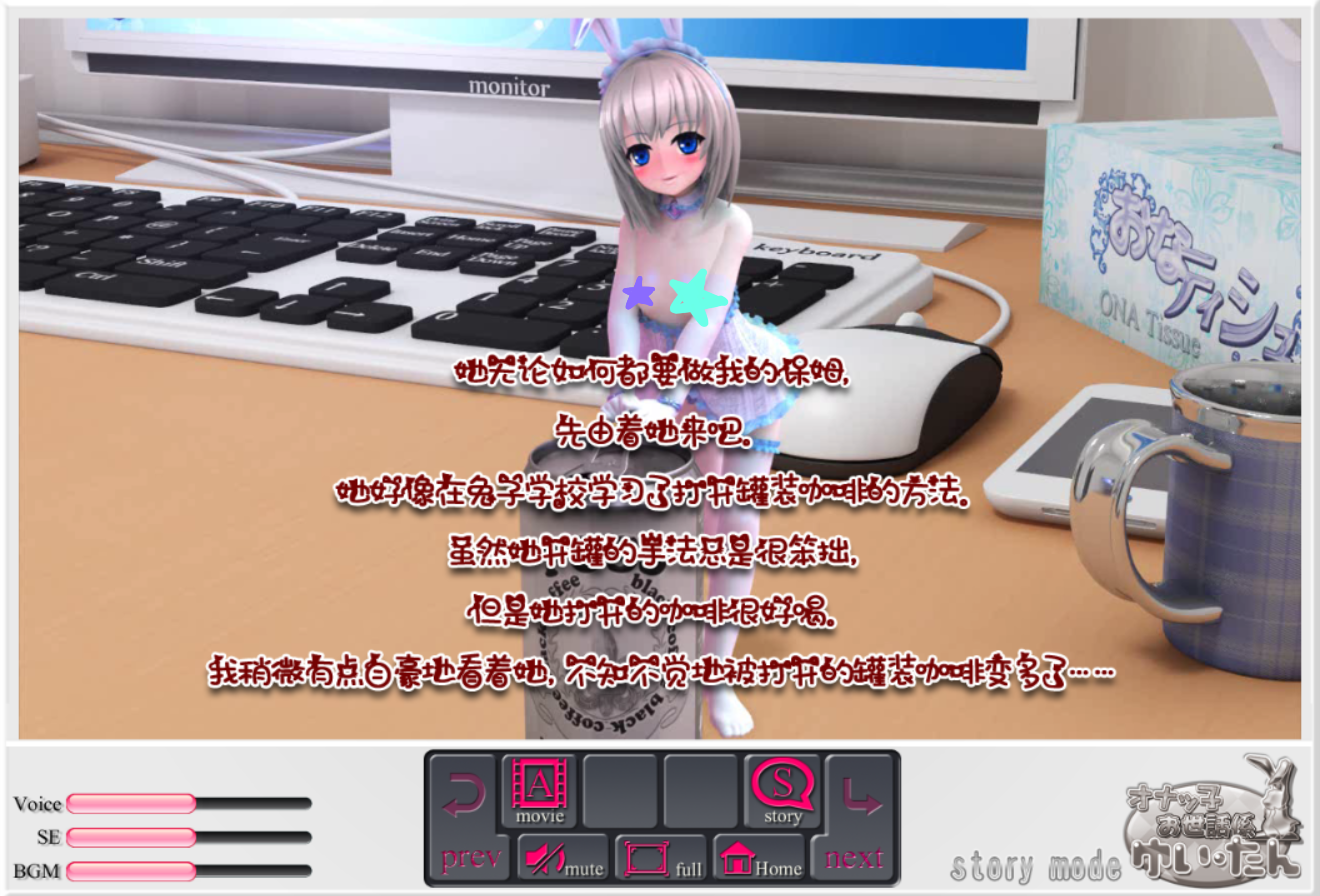 monitor
keyboard
おなティシュ
ONA Tissue
她无论如何都要做我的保姆,
先由着她来吧。
她好像在兔子学校学习了打开罐装咖啡的方法。
虽然她开罐的手法总是很笨拙,
但是她打开的咖啡很好喝。
我稍微有点自豪地看着她, 不知不觉地被打开的罐装咖啡变多了……
black coffee
Voice
SE
BGM
A
movie
S
story
prev
mute
full
Home
next
story mode
オナッ子
お世話係
ゆい・たん